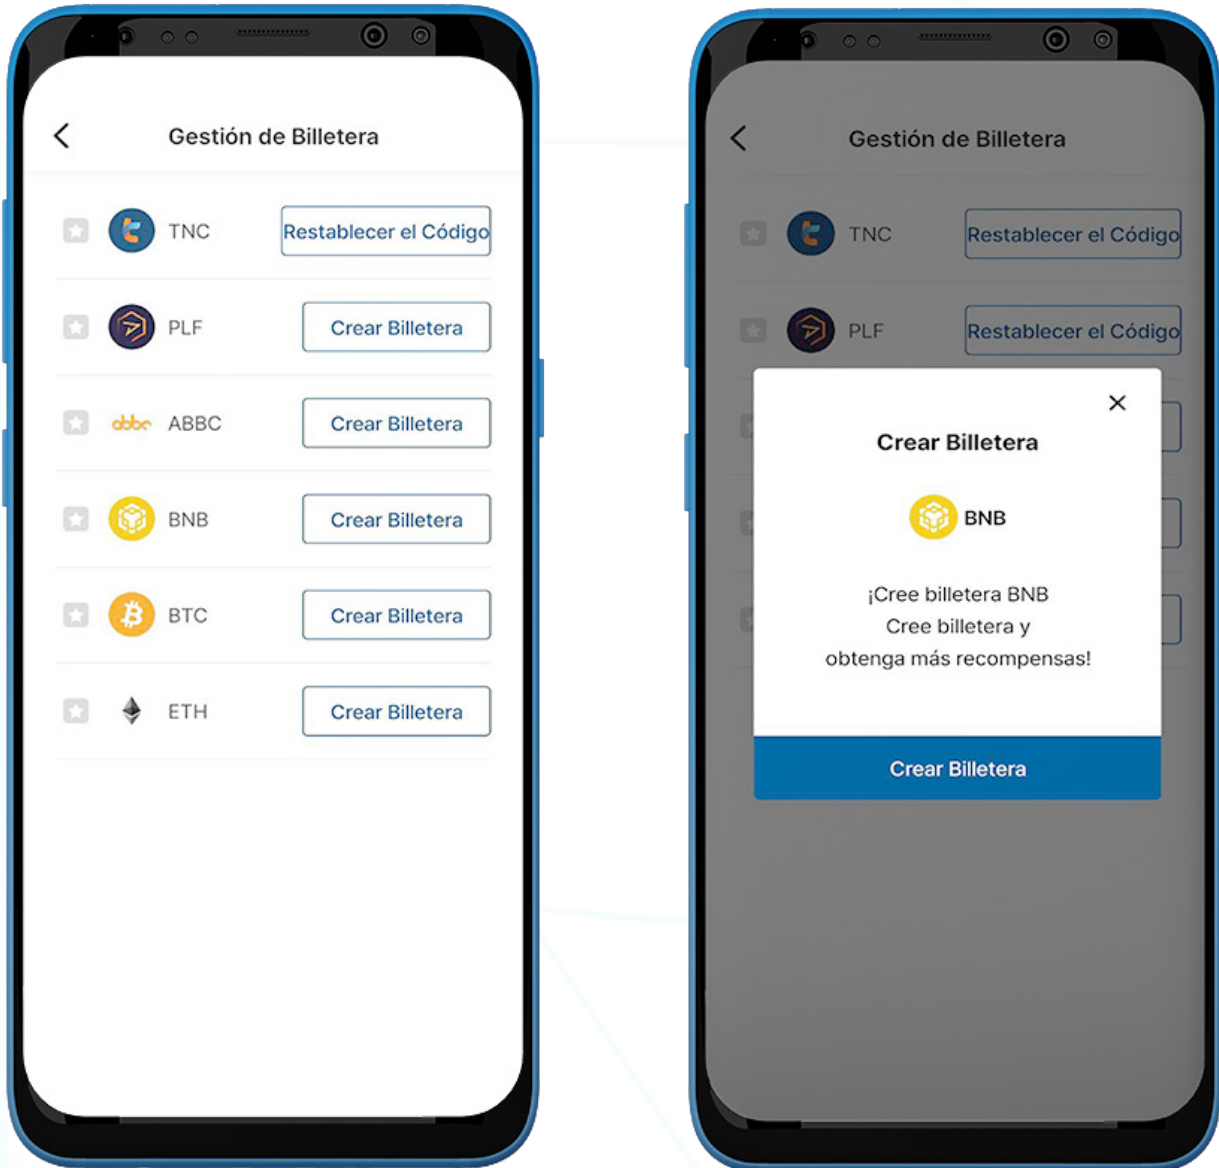 Gestión de Billetera
TNC
Restablecer el Código
PLF
Crear Billetera
abbc
ABBC
Crear Billetera
BNB
Crear Billetera
BTC
Crear Billetera
ETH
Crear Billetera
Gestión de Billetera
TNC
Restablecer el Código
PLF
Restablecer el Código
Crear Billetera
BNB
¡Cree billetera BNB
Cree billetera y
obtenga más recompensas!
Crear Billetera